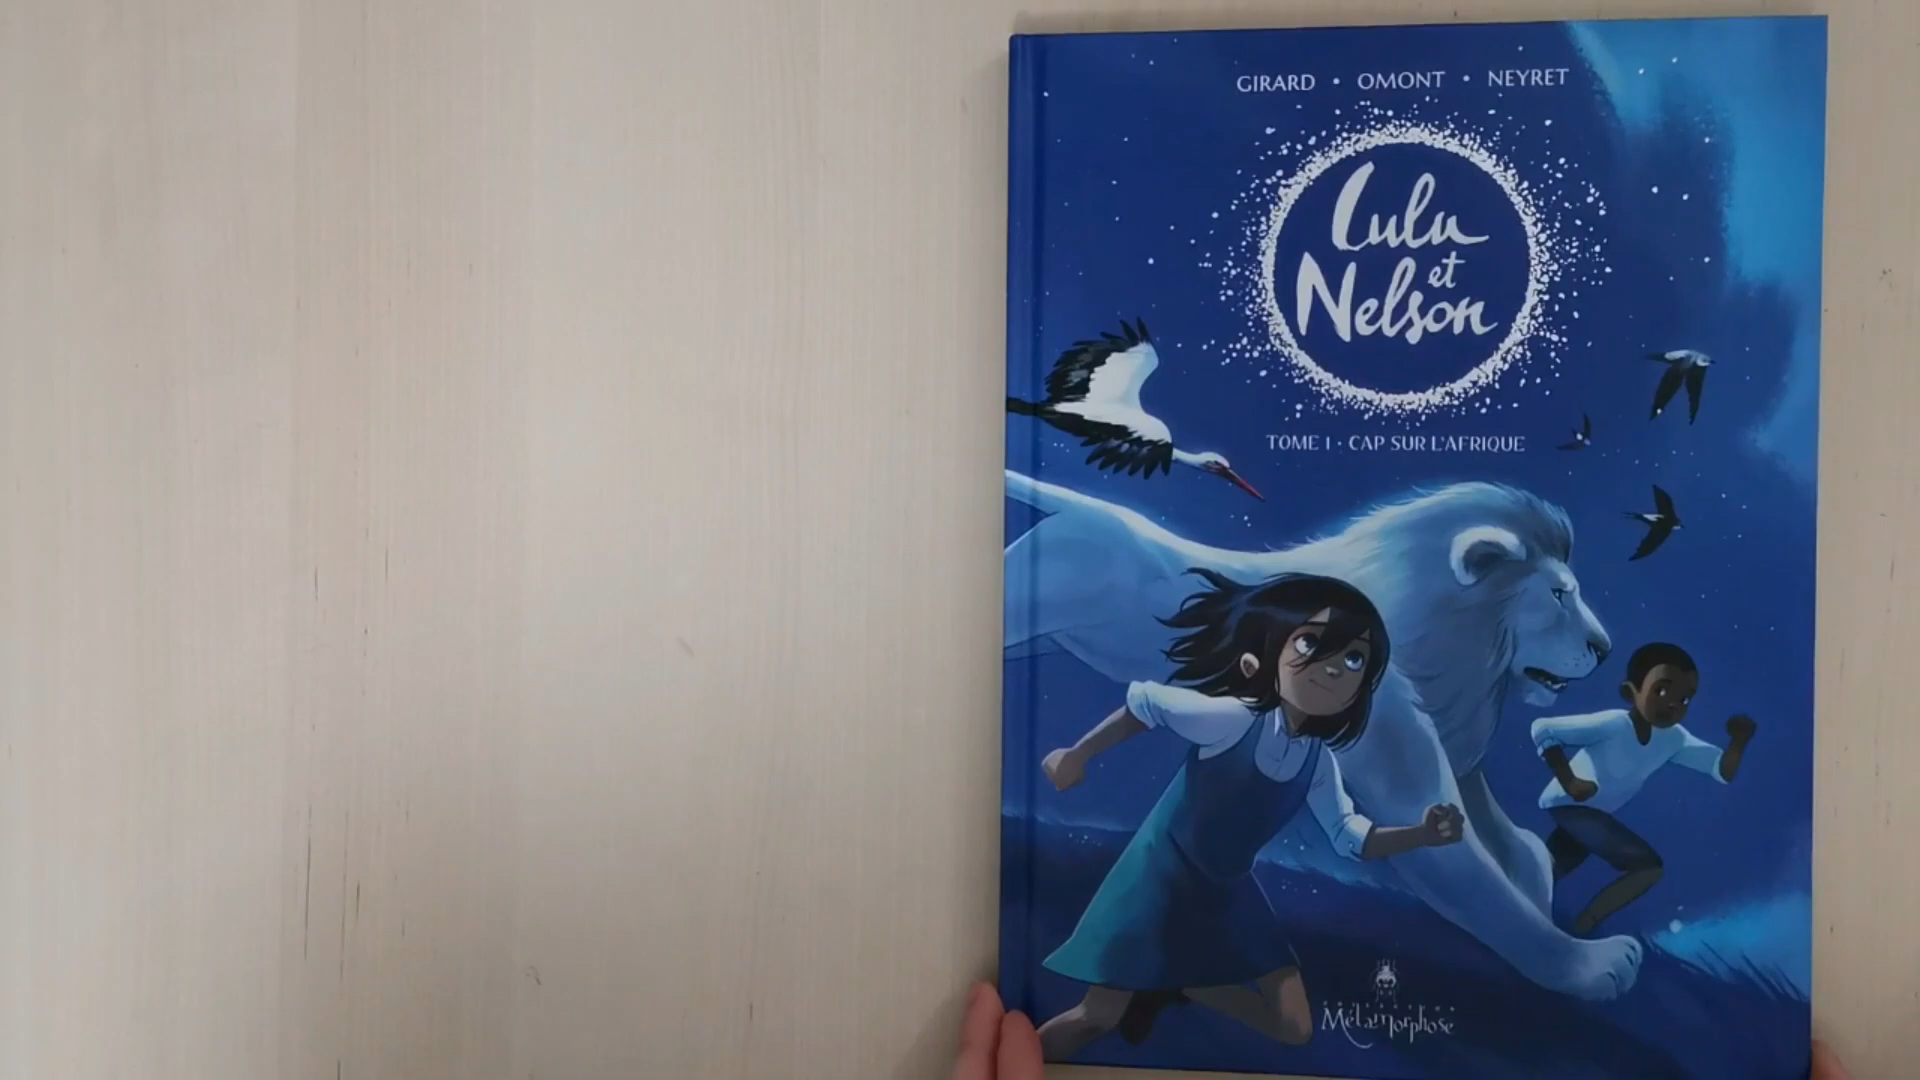 GIRARD • OMONT • NEYRET
Lulu
et
Nelson
TOME 1 • CAP SUR L'AFRIQUE
Métamorphose